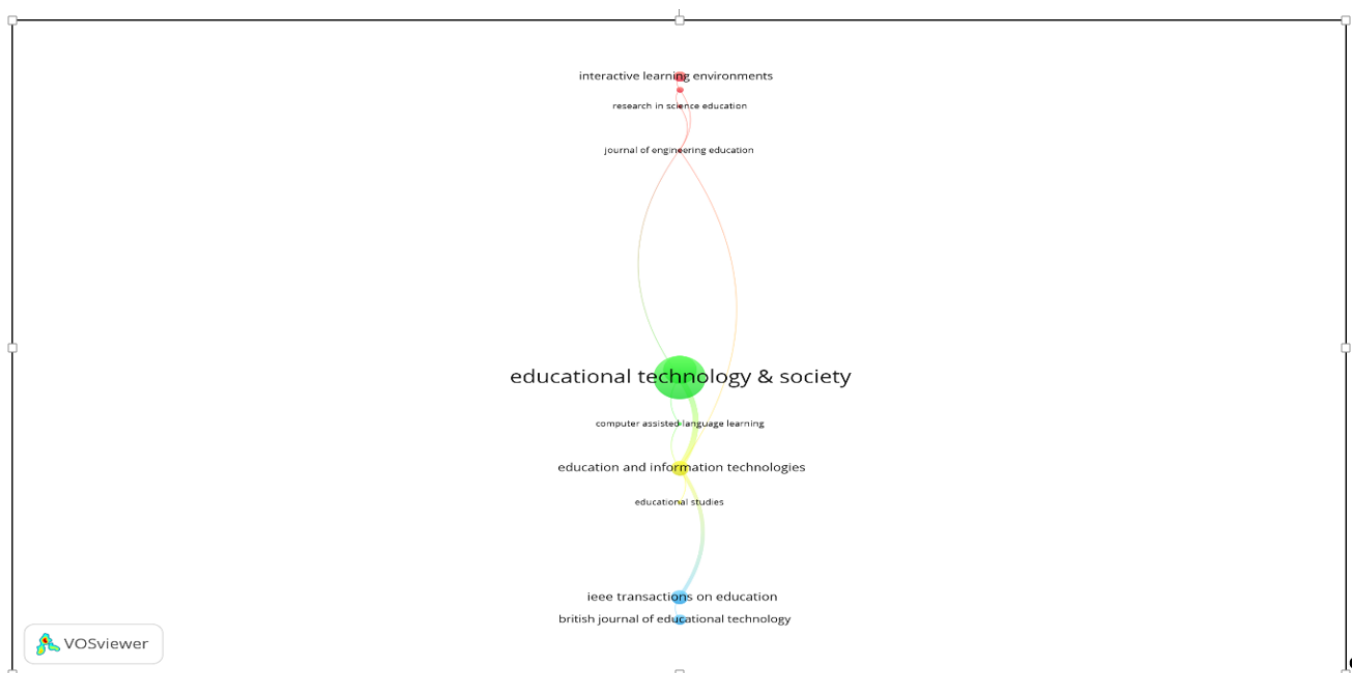 interactive learning environments
research in science education
journal of engineering education
educational technology & society
computer assisted language learning
education and information technologies
educational studies
ieee transactions on education
british journal of educational technology
VOSviewer